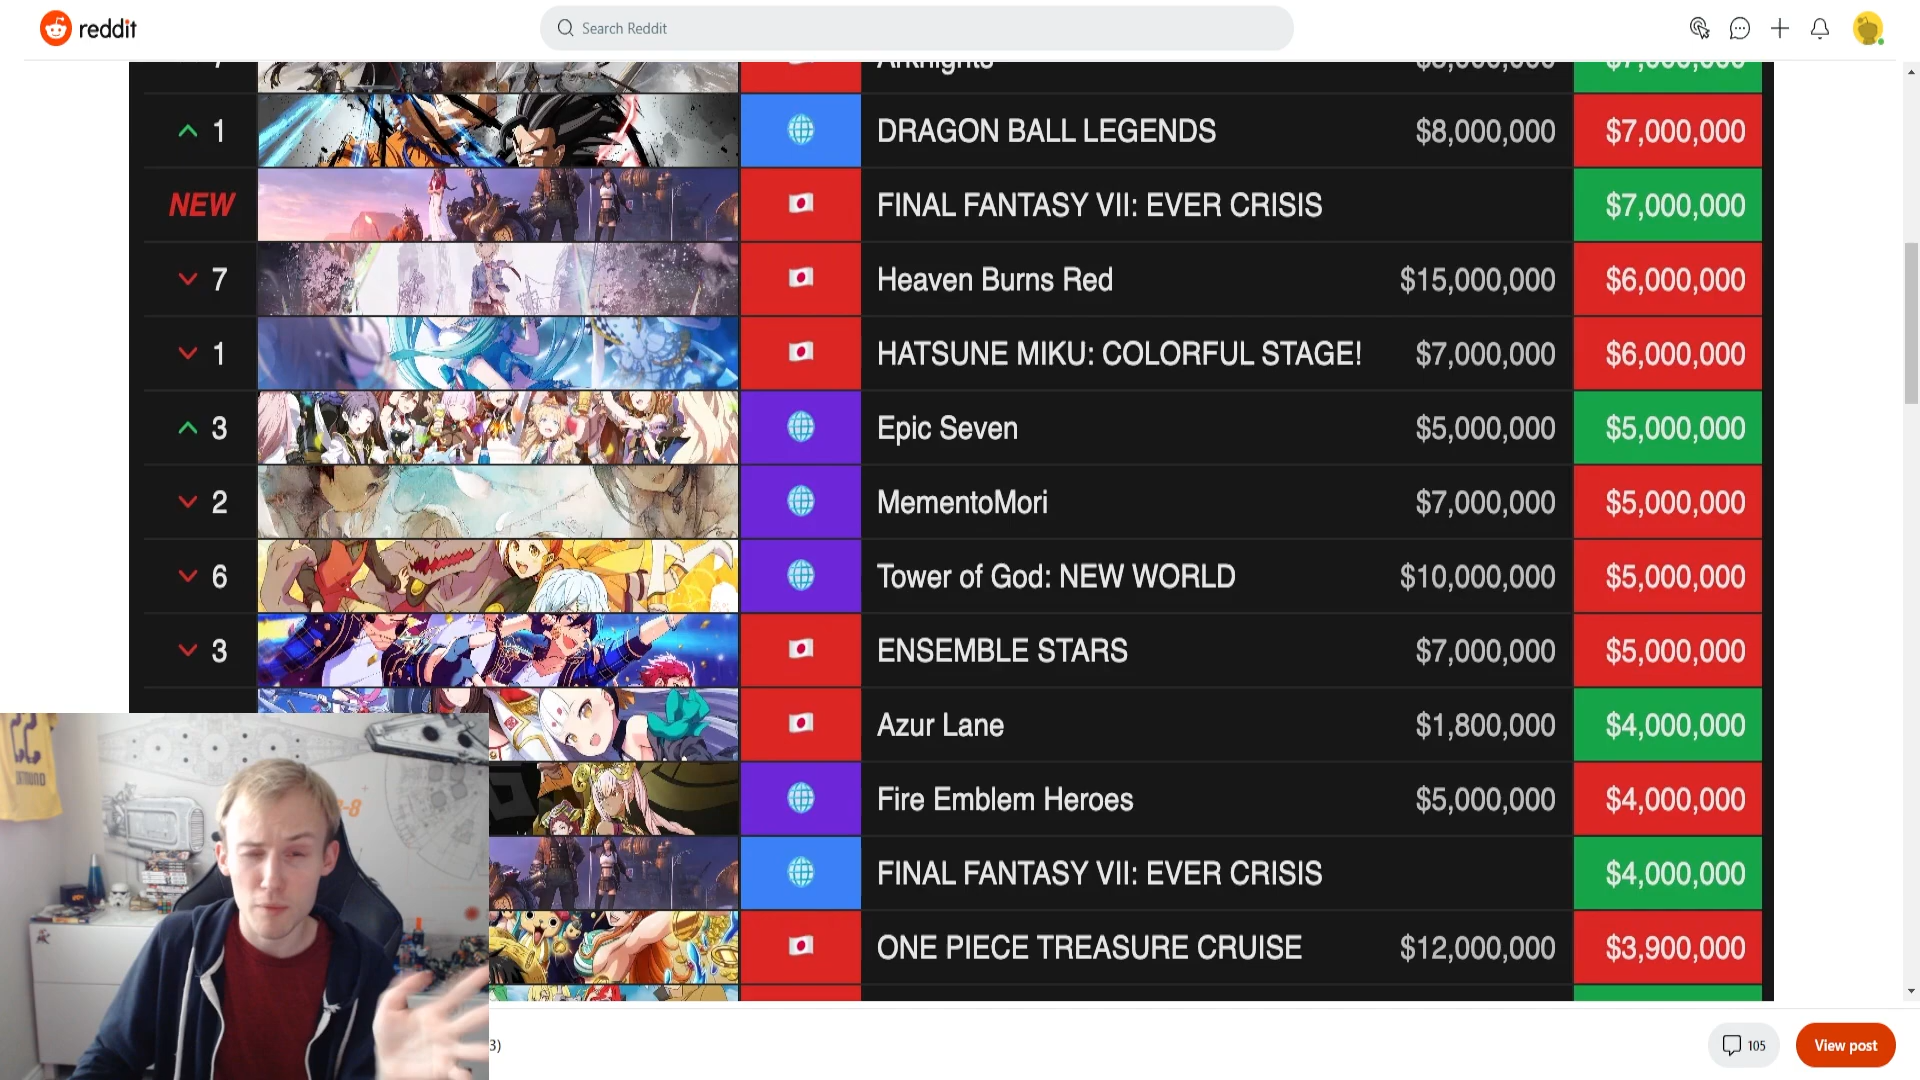 reddit
Search Reddit
Arknights $7,000,000
1 DRAGON BALL LEGENDS $8,000,000 $7,000,000
NEW FINAL FANTASY VII: EVER CRISIS $7,000,000
7 Heaven Burns Red $15,000,000 $6,000,000
1 HATSUNE MIKU: COLORFUL STAGE! $7,000,000 $6,000,000
3 Epic Seven $5,000,000 $5,000,000
2 MementoMori $7,000,000 $5,000,000
6 Tower of God: NEW WORLD $10,000,000 $5,000,000
3 ENSEMBLE STARS $7,000,000 $5,000,000
Azur Lane $1,800,000 $4,000,000
Fire Emblem Heroes $5,000,000 $4,000,000
FINAL FANTASY VII: EVER CRISIS $4,000,000
ONE PIECE TREASURE CRUISE $12,000,000 $3,900,000
22
3)
105
View post